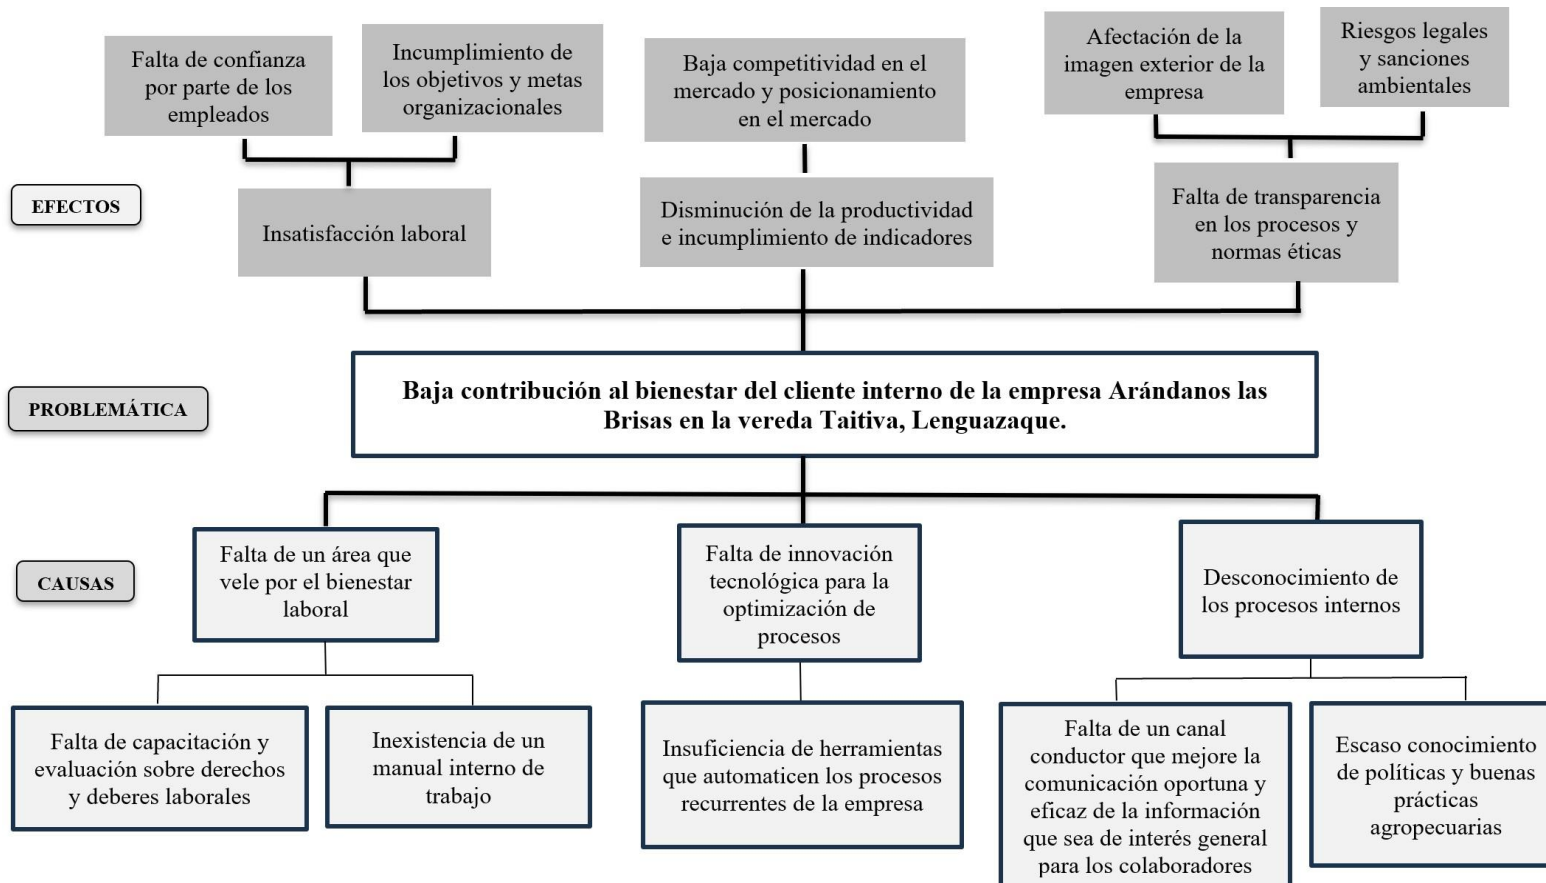 Falta de confianza
por parte de los
empleados
Incumplimiento de
los objetivos y metas
organizacionales
Baja competitividad en el
mercado y posicionamiento
en el mercado
Afectación de la
imagen exterior de la
empresa
Riesgos legales
y sanciones
ambientales
EFECTOS
Insatisfacción laboral
Disminución de la productividad
e incumplimiento de indicadores
Falta de transparencia
en los procesos y
normas éticas
PROBLEMÁTICA
Baja contribución al bienestar del cliente interno de la empresa Arándanos las
Brisas en la vereda Taitiva, Lenguazaque.
CAUSAS
Falta de un área que
vele por el bienestar
laboral
Falta de innovación
tecnológica para la
optimización de
procesos
Desconocimiento de
los procesos internos
Falta de capacitación y
evaluación sobre derechos
y deberes laborales
Inexistencia de un
manual interno de
trabajo
Insuficiencia de herramientas
que automaticen los procesos
recurrentes de la empresa
Falta de un canal
conductor que mejore la
comunicación oportuna y
eficaz de la información
que sea de interés general
para los colaboradores
Escaso conocimiento
de políticas y buenas
prácticas
agropecuarias